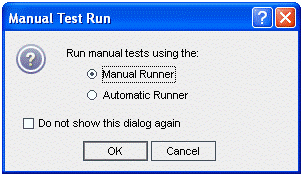 Manual Test Run
Run manual tests using the:
Manual Runner
Automatic Runner
Do not show this dialog again
OK Cancel